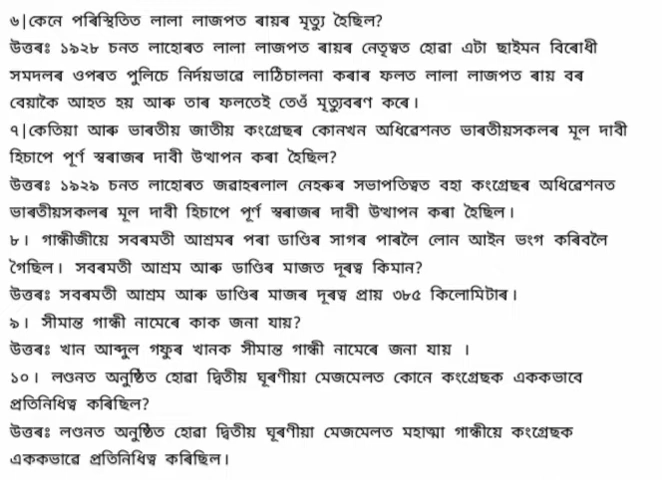 ৬|কেনে পৰিস্থিতিত লালা লাজপত ৰায়ৰ মৃত্যু হৈছিল?
উত্তৰঃ ১৯২৮ চনত লাহোৰত লালা লাজপত ৰায়ৰ নেতৃত্বত হোৱা এটা ছাইমন বিৰোধী
সমদলৰ ওপৰত পুলিচে নিৰ্দয়ভাৱে লাঠিচালনা কৰাৰ ফলত লালা লাজপত ৰায় বৰ
বেয়াকৈ আহত হয় আৰু তাৰ ফলতেই তেওঁ মৃত্যুবৰণ কৰে।
৭|কেতিয়া আৰু ভাৰতীয় জাতীয় কংগ্ৰেছৰ কোনখন অধিৱেশনত ভাৰতীয়সকলৰ মূল দাবী
হিচাপে পূৰ্ণ স্বৰাজৰ দাবী উত্থাপন কৰা হৈছিল?
উত্তৰঃ ১৯২৯ চনত লাহোৰত জৱাহৰলাল নেহৰুৰ সভাপতিত্বত বহা কংগ্ৰেছৰ অধিৱেশনত
ভাৰতীয়সকলৰ মূল দাবী হিচাপে পূৰ্ণ স্বৰাজৰ দাবী উত্থাপন কৰা হৈছিল।
৮। গান্ধীজীয়ে সবৰমতী আশ্ৰমৰ পৰা ডাণ্ডিৰ সাগৰ পাৰলৈ লোন আইন ভংগ কৰিবলৈ
গৈছিল। সবৰমতী আশ্ৰম আৰু ডাণ্ডিৰ মাজত দূৰত্ব কিমান?
উত্তৰঃ সবৰমতী আশ্ৰম আৰু ডাণ্ডিৰ মাজৰ দূৰত্ব প্ৰায় ৩৮৫ কিলোমিটাৰ।
৯। সীমান্ত গান্ধী নামেৰে কাক জনা যায়?
উত্তৰঃ খান আব্দুল গফুৰ খানক সীমান্ত গান্ধী নামেৰে জনা যায় ।
১০। লণ্ডনত অনুষ্ঠিত হোৱা দ্বিতীয় ঘূৰণীয়া মেজমেলত কোনে কংগ্ৰেছক এককভাবে
প্ৰতিনিধিত্ব কৰিছিল?
উত্তৰঃ লণ্ডনত অনুষ্ঠিত হোৱা দ্বিতীয় ঘূৰণীয়া মেজমেলত মহাত্মা গান্ধীয়ে কংগ্ৰেছক
এককভাৱে প্ৰতিনিধিত্ব কৰিছিল।